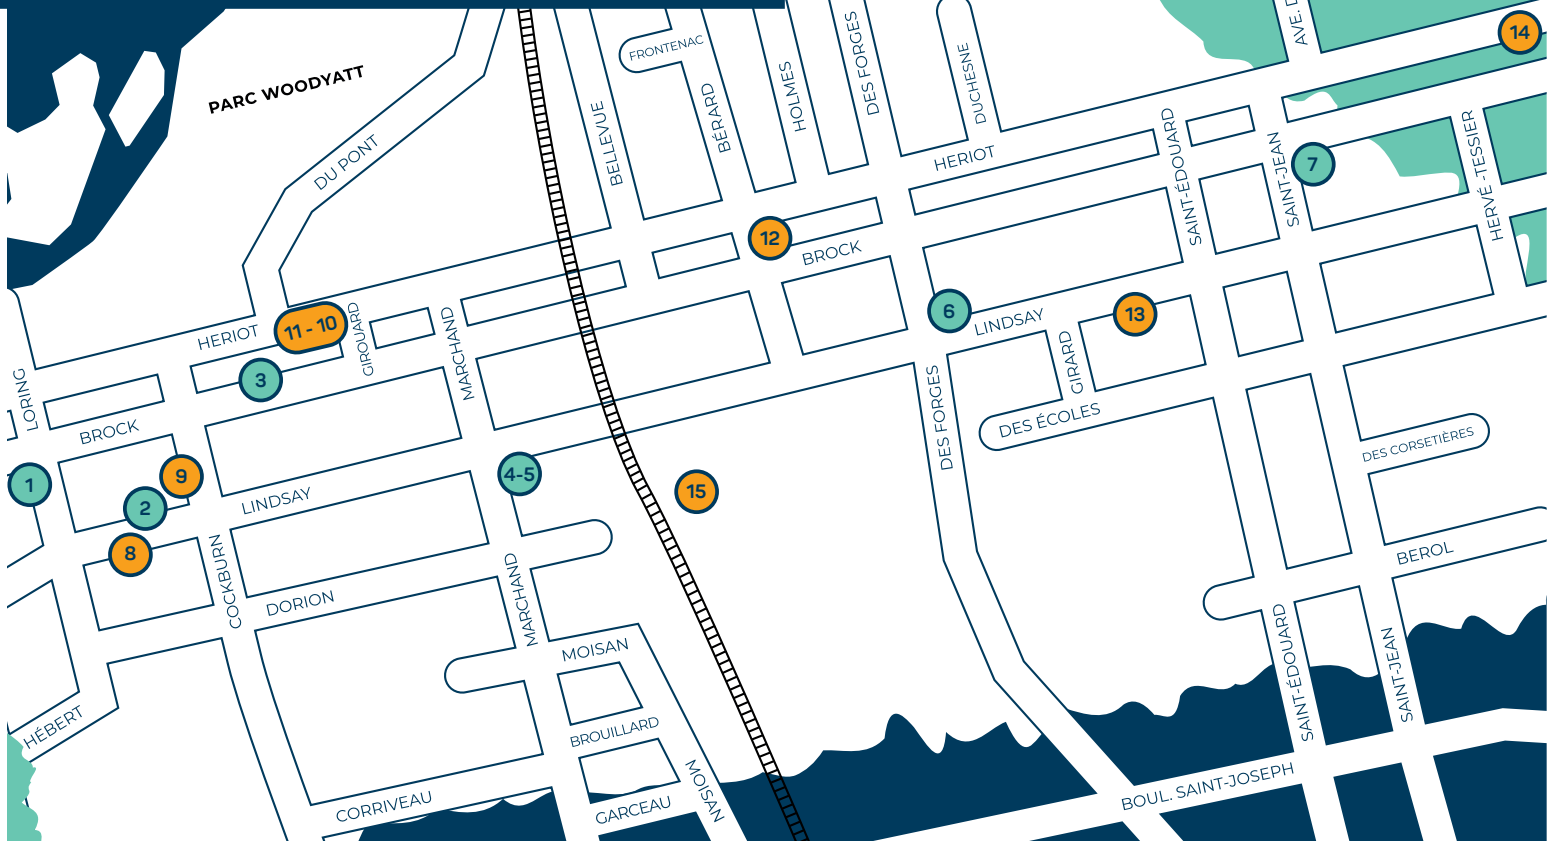 AVE.
14
PARC WOODYATT
FRONTENAC
DES FORGES
DUCHESNE
HOLMES
BÉRARD
BELLEVUE
DU PONT
HERIOT
SAINT-ÉDOUARD
SAINT-JEAN
7
HERVÉ -TESSIER
12
BROCK
6
LINDSAY
13
HERIOT
11 - 10
GIROUARD
MARCHAND
3
LORING
BROCK
GIRARD
DES FORGES
DES ÉCOLES
DES CORSETIÈRES
1
9
2
8
LINDSAY
4-5
15
COCKBURN
DORION
MARCHAND
BEROL
MOISAN
SAINT-ÉDOUARD
SAINT-JEAN
HÉBERT
BROUILLARD
MOISAN
CORRIVEAU
GARCEAU
BOUL. SAINT-JOSEPH